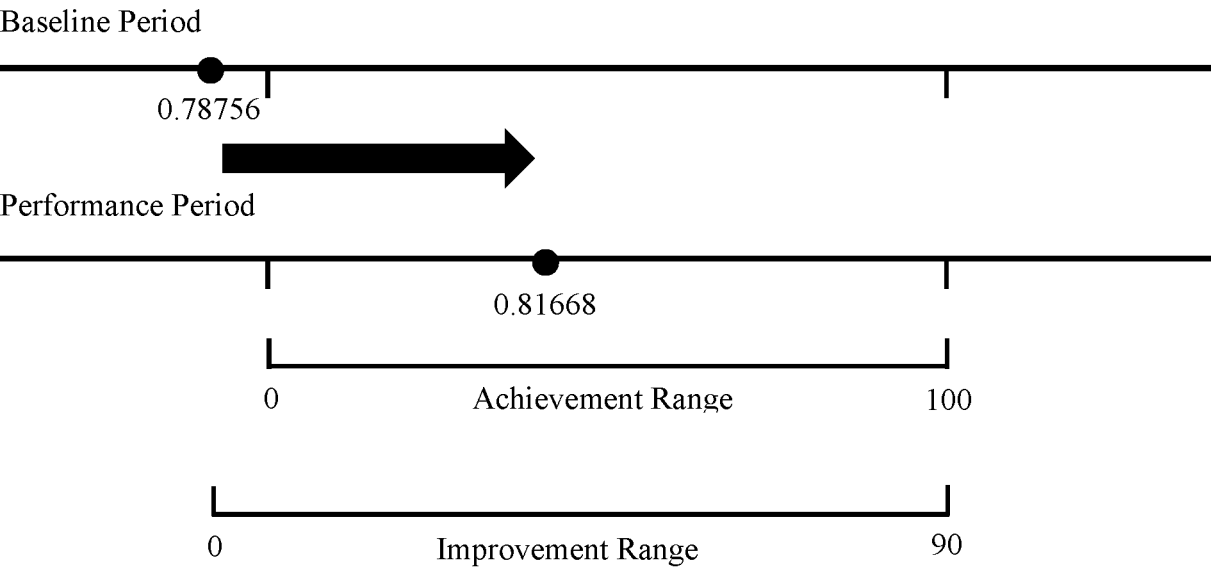 Baseline Period
0.78756
Performance Period
0.81668
0 Achievement Range 100
0 Improvement Range 90